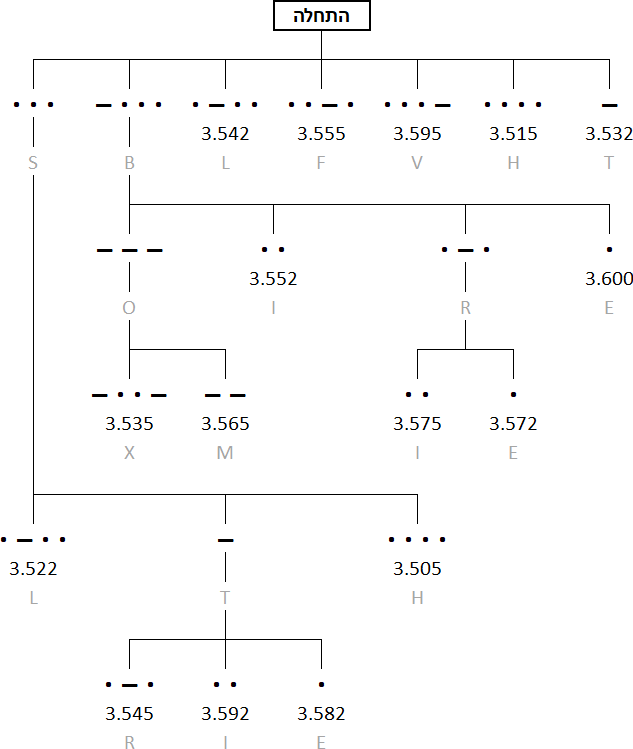 התחלה
... −... .−.. ..−. ...− .... −
3.542 3.555 3.595 3.515 3.532
S B L F V H T
−−− .. .−. .
3.552 3.600
O I R E
−..− −− .. .
3.535 3.565 3.575 3.572
X M I E
.−.. − ....
3.522 3.505
L T H
.−. .. .
3.545 3.592 3.582
R I E